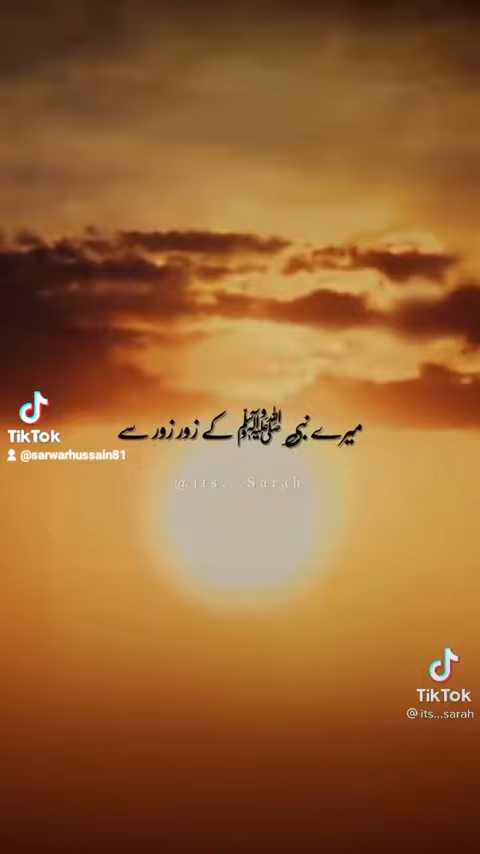 میرے نبی ﷺ کے زور زور سے
@its...Sarah
TikTok
@sarwarhussain81
TikTok
@its...sarah